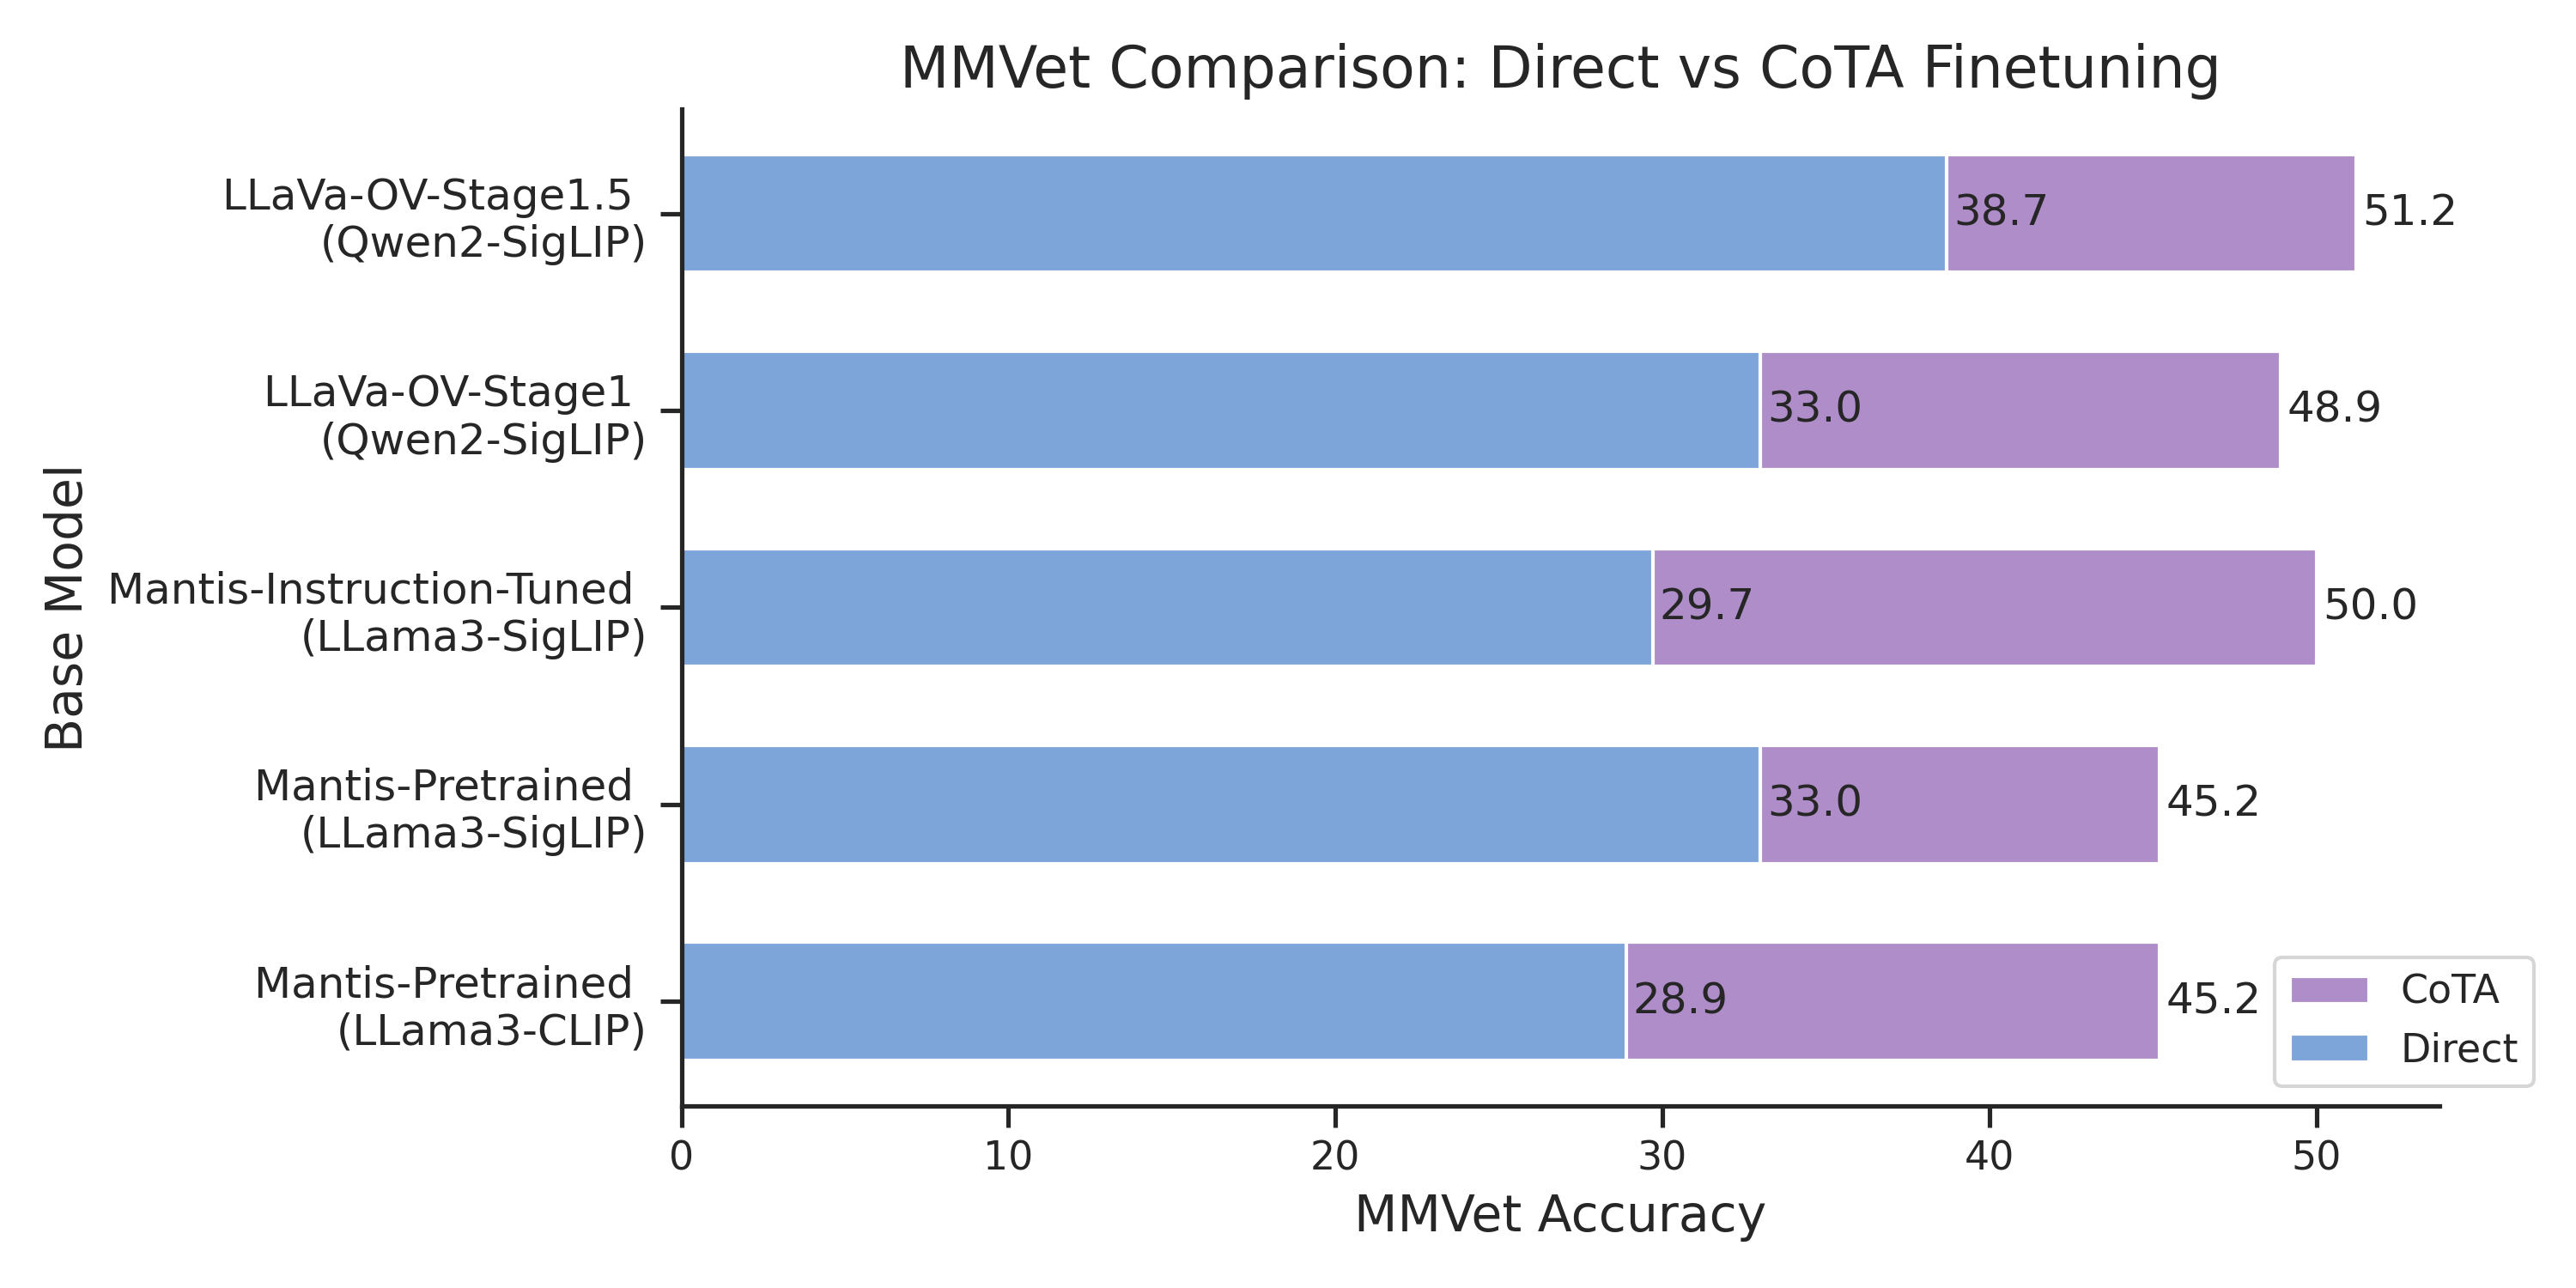 MMVet Comparison: Direct vs CoTA Finetuning
Base Model
LLaVa-OV-Stage1.5
(Qwen2-SigLIP)
38.7
51.2
LLaVa-OV-Stage1
(Qwen2-SigLIP)
33.0
48.9
Mantis-Instruction-Tuned
(LLama3-SigLIP)
29.7
50.0
Mantis-Pretrained
(LLama3-SigLIP)
33.0
45.2
Mantis-Pretrained
(LLama3-CLIP)
28.9
45.2
CoTA
Direct
0 10 20 30 40 50
MMVet Accuracy